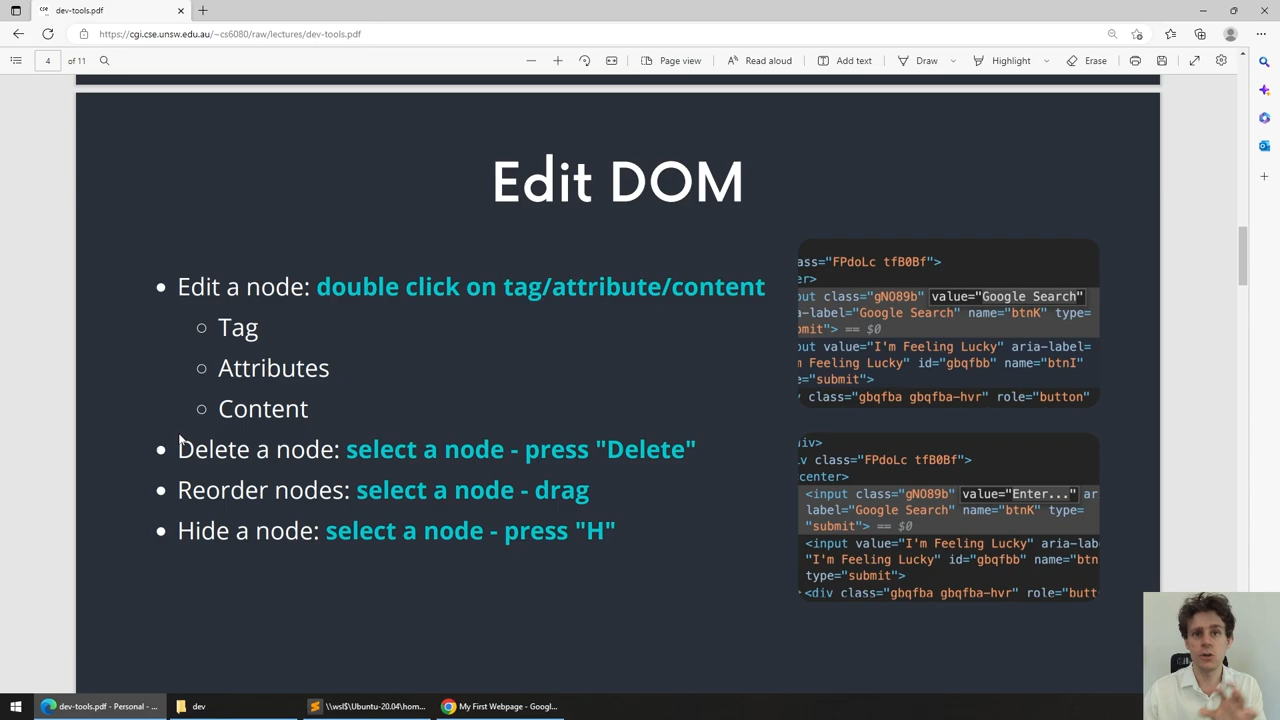 dev-tools.pdf
https://cgi.cse.unsw.edu.au/~cs6080/raw/lectures/dev-tools.pdf
4 of 11
Page view
Read aloud
Add text
Draw
Highlight
Erase
Edit DOM
• Edit a node: double click on tag/attribute/content
○ Tag
○ Attributes
○ Content
• Delete a node: select a node - press "Delete"
• Reorder nodes: select a node - drag
• Hide a node: select a node - press "H"
ass="FPdoLc tfB0Bf">
er>
put class="gNO89b" value="Google Search"
a-label="Google Search" name="btnK" type=
bmit"> == $0
put value="I'm Feeling Lucky" aria-label=
m Feeling Lucky" id="gbqfbb" name="btnI"
e="submit">
v class="gbqfba gbqfba-hvr" role="button"
div>
v class="FPdoLc tfB0Bf">
center>
<input class="gNO89b" value="Enter..." ar
label="Google Search" name="btnK" type=
"submit"> == $0
<input value="I'm Feeling Lucky" aria-lab
"I'm Feeling Lucky" id="gbqfbb" name="btn
type="submit">
<div class="gbqfba gbqfba-hvr" role="butt
dev-tools.pdf - Personal - ...
dev
\\wsl$\Ubuntu-20.04\hom...
My First Webpage - Googl...